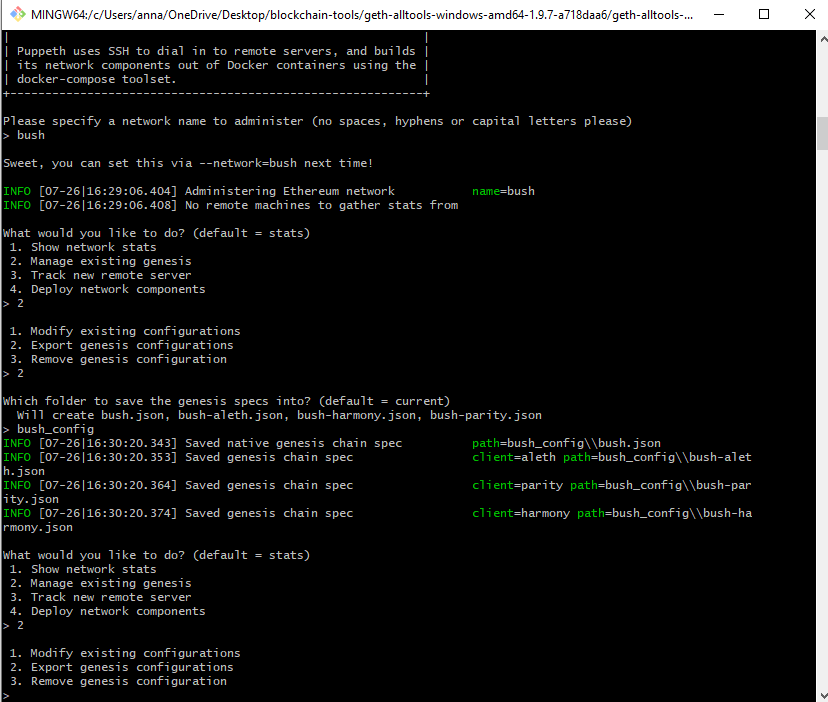 MINGW64:/c/Users/anna/OneDrive/Desktop/blockchain-tools/geth-alltools-windows-amd64-1.9.7-a718daa6/geth-alltools-...
|                                                           |
| Puppeth uses SSH to dial in to remote servers, and builds |
| its network components out of Docker containers using the |
| docker-compose toolset.                                   |
+-----------------------------------------------------------+
Please specify a network name to administer (no spaces, hyphens or capital letters please)
> bush
Sweet, you can set this via --network=bush next time!
INFO [07-26|16:29:06.404] Administering Ethereum network           name=bush
INFO [07-26|16:29:06.408] No remote machines to gather stats from
What would you like to do? (default = stats)
 1. Show network stats
 2. Manage existing genesis
 3. Track new remote server
 4. Deploy network components
> 2
 1. Modify existing configurations
 2. Export genesis configurations
 3. Remove genesis configuration
> 2
Which folder to save the genesis specs into? (default = current)
  Will create bush.json, bush-aleth.json, bush-harmony.json, bush-parity.json
> bush_config
INFO [07-26|16:30:20.343] Saved native genesis chain spec          path=bush_config\\bush.json
INFO [07-26|16:30:20.353] Saved genesis chain spec                 client=aleth path=bush_config\\bush-alet
h.json
INFO [07-26|16:30:20.364] Saved genesis chain spec                 client=parity path=bush_config\\bush-par
ity.json
INFO [07-26|16:30:20.374] Saved genesis chain spec                 client=harmony path=bush_config\\bush-ha
rmony.json
What would you like to do? (default = stats)
 1. Show network stats
 2. Manage existing genesis
 3. Track new remote server
 4. Deploy network components
> 2
 1. Modify existing configurations
 2. Export genesis configurations
 3. Remove genesis configuration
>